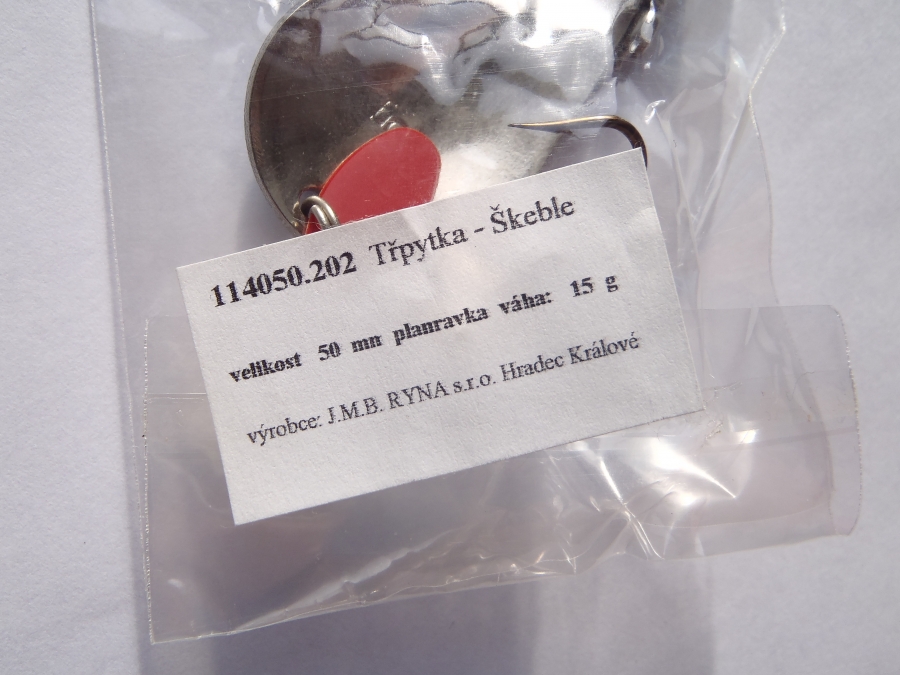 114050.202 Třpytka - Škeble
velikost 50 mm planravka váha: 15 g
výrobce: J.M.B. RYNA s.r.o. Hradec Králové